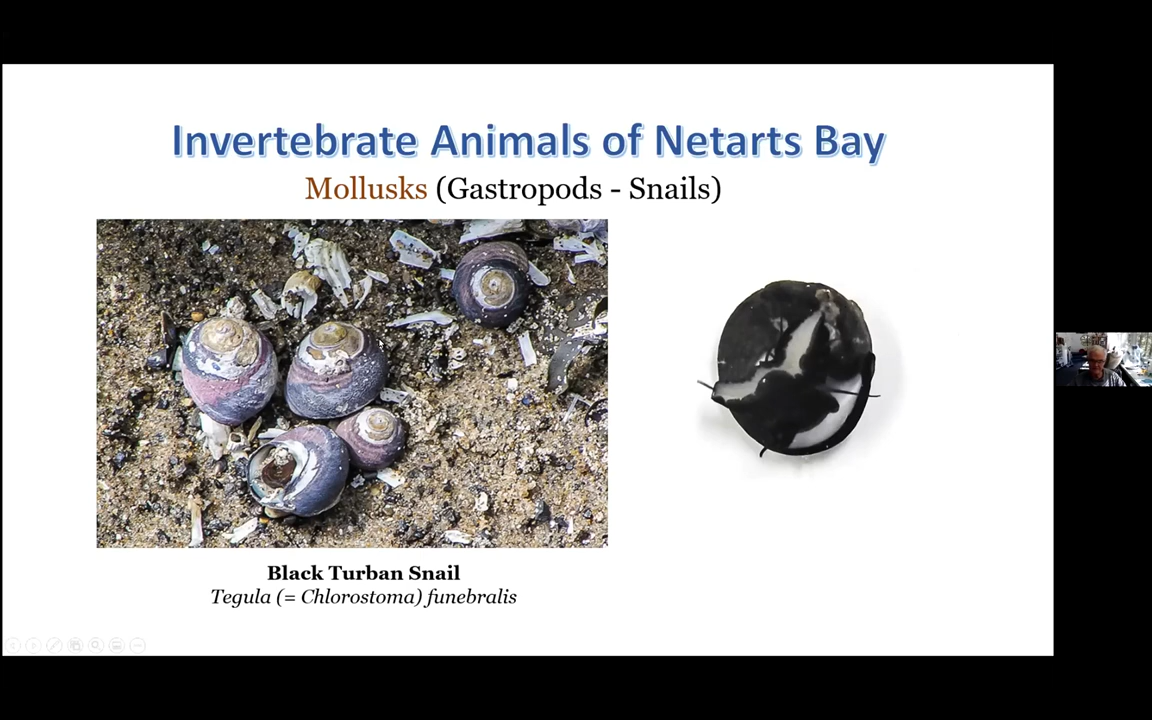 Invertebrate Animals of Netarts Bay
Mollusks (Gastropods - Snails)
Black Turban Snail
Tegula (= Chlorostoma) funebralis